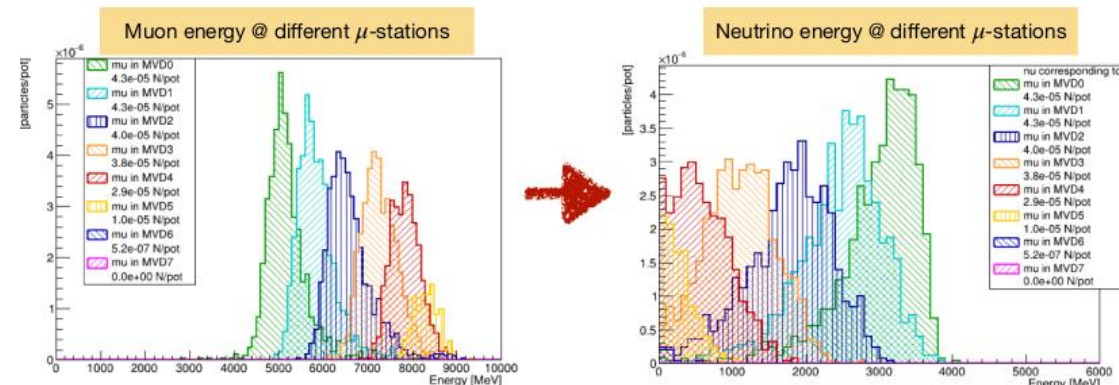 Muon energy @ different μ-stations
×10⁻⁶
[particles/pot]
5
4
3
2
1
0
mu in MVD0
4.3e-05 N/pot
mu in MVD1
4.3e-05 N/pot
mu in MVD2
4.0e-05 N/pot
mu in MVD3
3.8e-05 N/pot
mu in MVD4
2.9e-05 N/pot
mu in MVD5
1.0e-05 N/pot
mu in MVD6
5.2e-07 N/pot
mu in MVD7
0.0e+00 N/pot
0 1000 2000 3000 4000 5000 6000 7000 8000 9000 10000
Energy [MeV]
Neutrino energy @ different μ-stations
×10⁻⁶
[particles/pot]
4
3.5
3
2.5
2
1.5
1
0.5
0
nu corresponding to
mu in MVD0
4.3e-05 N/pot
mu in MVD1
4.3e-05 N/pot
mu in MVD2
4.0e-05 N/pot
mu in MVD3
3.8e-05 N/pot
mu in MVD4
2.9e-05 N/pot
mu in MVD5
1.0e-05 N/pot
mu in MVD6
5.2e-07 N/pot
mu in MVD7
0.0e+00 N/pot
0 1000 2000 3000 4000 5000 6000
Energy [MeV]